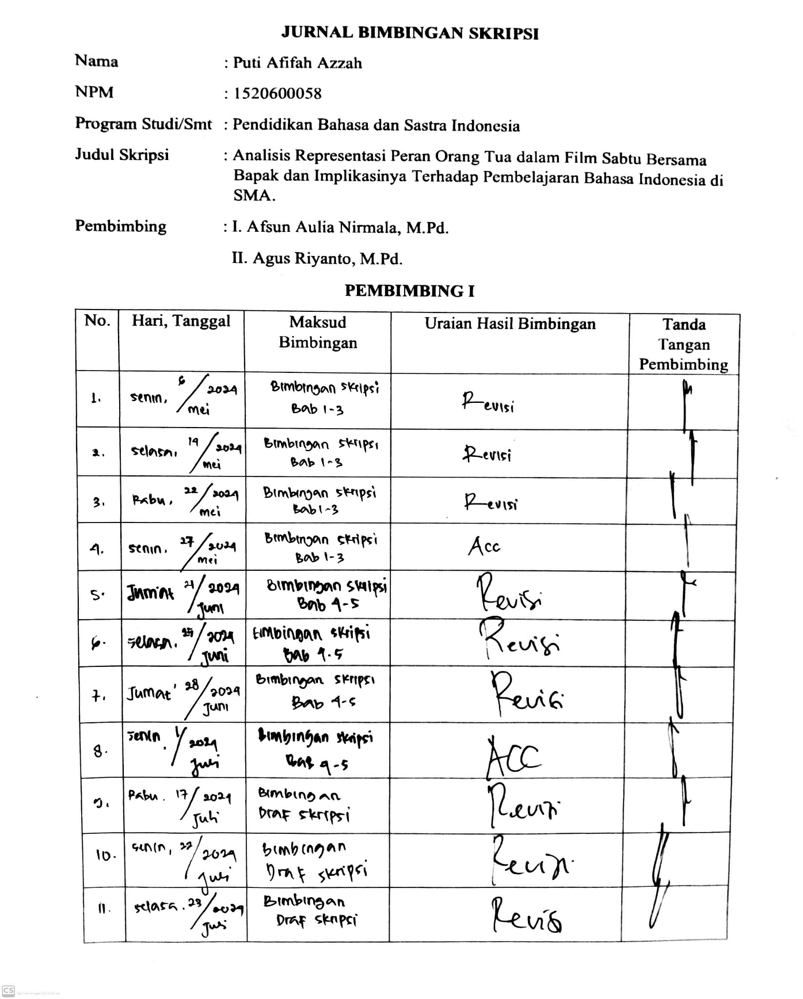 JURNAL BIMBINGAN SKRIPSI
Nama : Puti Afifah Azzah
NPM : 1520600058
Program Studi/Smt : Pendidikan Bahasa dan Sastra Indonesia
Judul Skripsi : Analisis Representasi Peran Orang Tua dalam Film Sabtu Bersama
Bapak dan Implikasinya Terhadap Pembelajaran Bahasa Indonesia di
SMA.
Pembimbing : I. Afsun Aulia Nirmala, M.Pd.
II. Agus Riyanto, M.Pd.
PEMBIMBING I
No. Hari, Tanggal Maksud Bimbingan Uraian Hasil Bimbingan Tanda Tangan Pembimbing
1. senin, 6/mei 2024 Bimbingan skripsi Bab 1-3 Revisi
2. selasa, 14/mei 2024 Bimbingan skripsi Bab 1-3 Revisi
3. Rabu, 22/mei 2024 Bimbingan skripsi Bab 1-3 Revisi
4. senin, 27/mei 2024 Bimbingan skripsi Bab 1-3 Acc
5. Jum'at 21/juni 2024 Bimbingan skripsi Bab 4-5 Revisi
6. selasa, 25/juni 2024 Bimbingan skripsi Bab 4-5 Revisi
7. Jumat' 28/juni 2024 Bimbingan skripsi Bab 4-5 Revisi
8. senin, 1/juli 2024 Bimbingan skripsi Bab 4-5 ACC
9. Rabu, 17/juli 2024 Bimbingan Draf skripsi Revisi
10. senin, 22/juli 2024 Bimbingan Draf skripsi Revisi
11. selasa, 23/juli 2024 Bimbingan Draf skripsi Revisi
CS